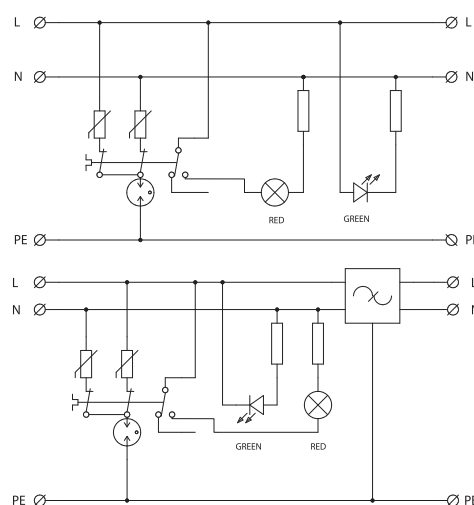 L L
N N
RED
GREEN
PE PE
L L
N N
GREEN RED
PE PE